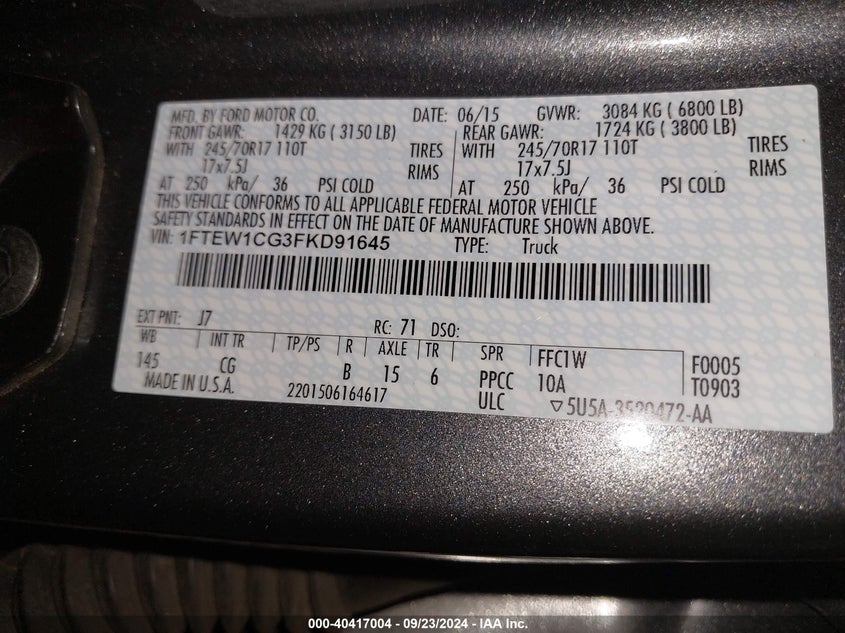 MFD. BY FORD MOTOR CO. DATE: 06/15 GVWR: 3084 KG ( 6800 LB)
FRONT GAWR: 1429 KG ( 3150 LB) REAR GAWR: 1724 KG ( 3800 LB)
WITH 245/70R17 110T TIRES WITH 245/70R17 110T TIRES
17x7.5J RIMS 17x7.5J RIMS
AT 250 kPa/ 36 PSI COLD AT 250 kPa/ 36 PSI COLD
THIS VEHICLE CONFORMS TO ALL APPLICABLE FEDERAL MOTOR VEHICLE
SAFETY STANDARDS IN EFFECT ON THE DATE OF MANUFACTURE SHOWN ABOVE.
VIN: 1FTEW1CG3FKD91645 TYPE: Truck
EXT PNT: J7 RC: 71 DSO:
WB INT TR TP/PS R AXLE TR SPR FFC1W F0005
145 CG B 15 6 PPCC 10A T0903
MADE IN U.S.A. 2201506164617 ULC ▽5U5A-3520472-AA
000-40417004 - 09/23/2024 - IAA Inc.